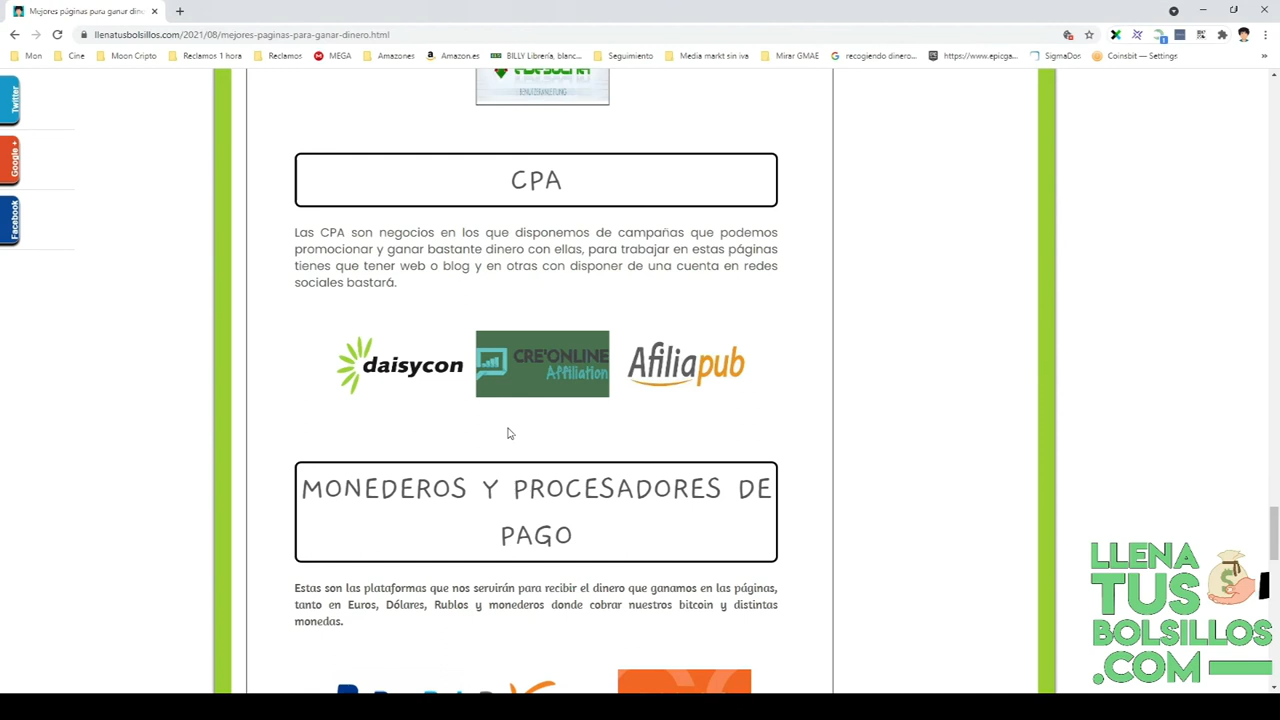 Mejores páginas para ganar din
llenatusbolsillos.com/2021/08/mejores-paginas-para-ganar-dinero.html
Mon
Cine
Moon Cripto
Reclamos 1 hora
MEGA
Amazones
Amazon.es
BILLY Librería, blanc...
Seguimiento
Media markt sin iva
Mirar GMAE
recogiendo dinero...
https://www.epicga...
SigmaDos
Coinsbit — Settings
Twitter
Google +
Facebook
CPA
Las CPA son negocios en los que disponemos de campañas que podemos
promocionar y ganar bastante dinero con ellas, para trabajar en estas páginas
tienes que tener web o blog y en otras con disponer de una cuenta en redes
sociales bastará.
daisycon
CRE'ONLINE
Affiliation
Afiliapub
MONEDEROS Y PROCESADORES DE
PAGO
Estas son las plataformas que nos servirán para recibir el dinero que ganamos en las páginas,
tanto en Euros, Dólares, Rublos y monederos donde cobrar nuestros bitcoin y distintas
monedas.
LLENA
TUS
BOLSILLOS
.COM